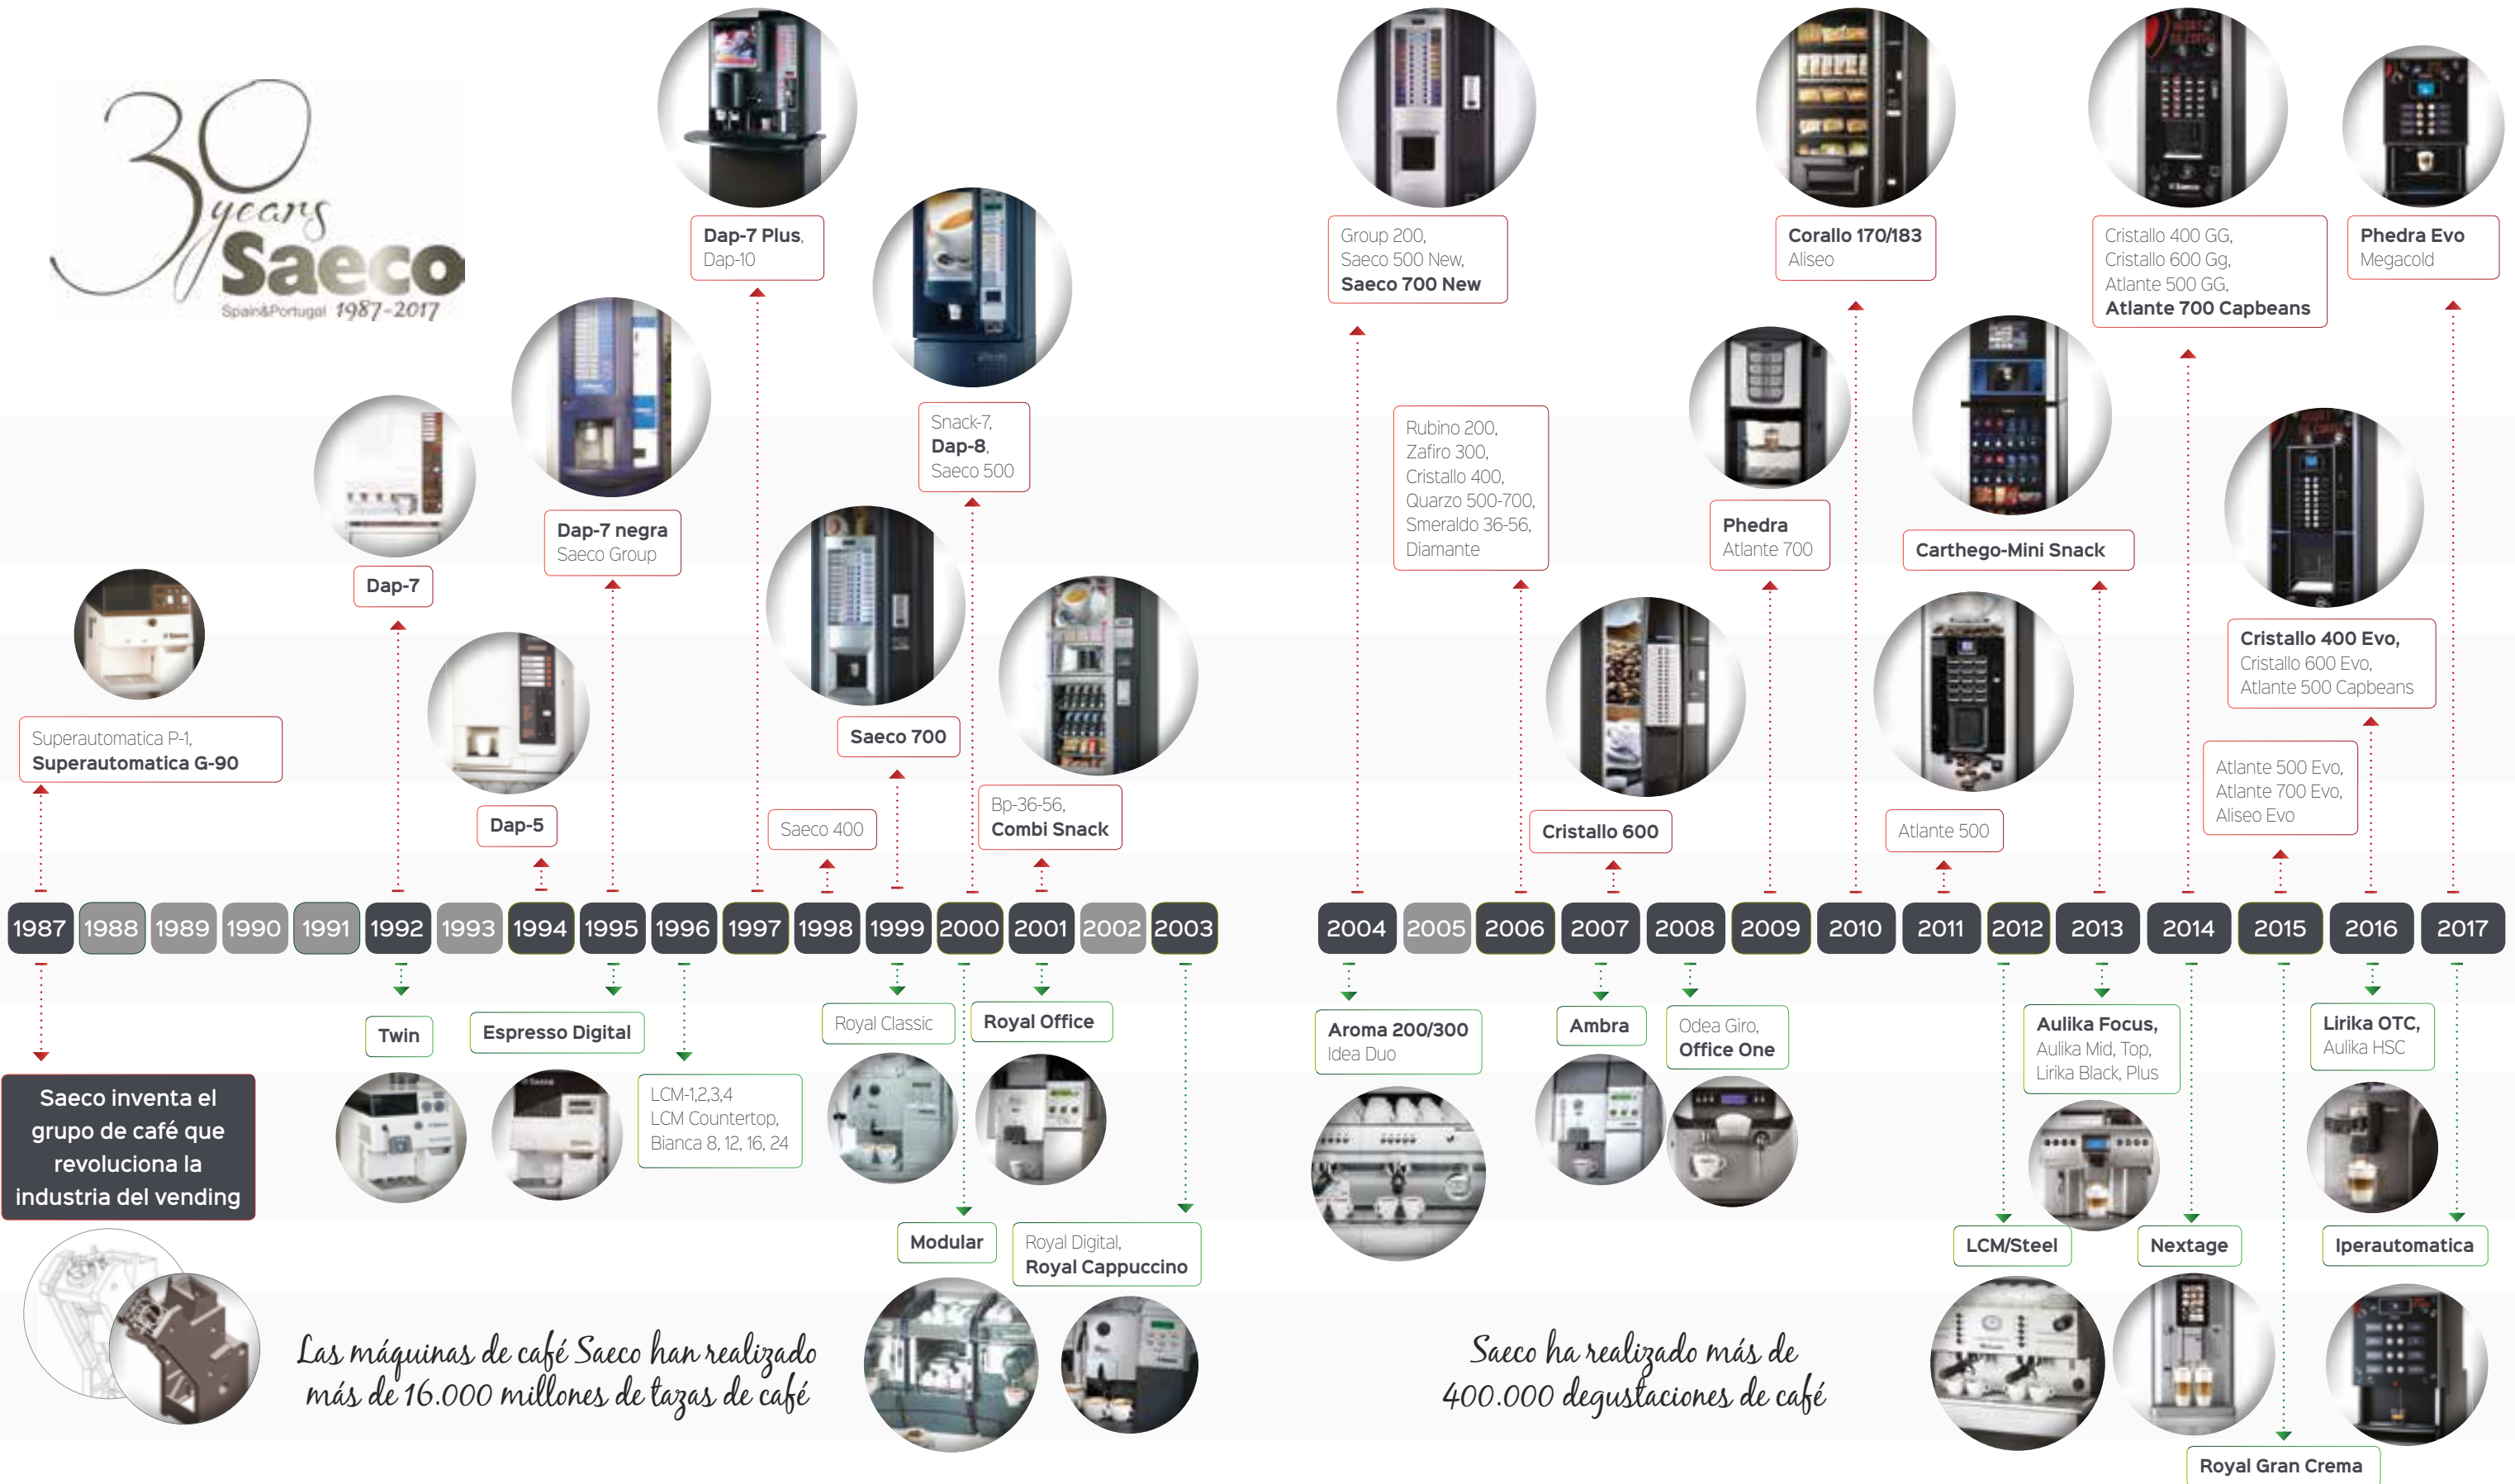 30
years
Saeco
Spain&Portugal 1987-2017
Dap-7 Plus,
Dap-10
Group 200,
Saeco 500 New,
Saeco 700 New
Corallo 170/183
Aliseo
Cristallo 400 GG,
Cristallo 600 Gg,
Atlante 500 GG,
Atlante 700 Capbeans
Phedra Evo
Megacold
Snack-7,
Dap-8,
Saeco 500
Rubino 200,
Zafiro 300,
Cristallo 400,
Quarzo 500-700,
Smeraldo 36-56,
Diamante
Dap-7 negra
Saeco Group
Phedra
Atlante 700
Carthego-Mini Snack
Dap-7
Cristallo 400 Evo,
Cristallo 600 Evo,
Atlante 500 Capbeans
Superautomatica P-1,
Superautomatica G-90
Saeco 700
Dap-5
Saeco 400
Bp-36-56,
Combi Snack
Cristallo 600
Atlante 500
Atlante 500 Evo,
Atlante 700 Evo,
Aliseo Evo
1987 1988 1989 1990 1991 1992 1993 1994 1995 1996 1997 1998 1999 2000 2001 2002 2003 2004 2005 2006 2007 2008 2009 2010 2011 2012 2013 2014 2015 2016 2017
Twin
Espresso Digital
Royal Classic
Royal Office
Aroma 200/300
Idea Duo
Ambra
Odea Giro,
Office One
Aulika Focus,
Aulika Mid, Top,
Lirika Black, Plus
Lirika OTC,
Aulika HSC
Saeco inventa el
grupo de café que
revoluciona la
industria del vending
LCM-1,2,3,4
LCM Countertop,
Bianca 8, 12, 16, 24
Modular
Royal Digital,
Royal Cappuccino
LCM/Steel
Nextage
Iperautomatica
Las máquinas de café Saeco han realizado
más de 16.000 millones de tazas de café
Saeco ha realizado más de
400.000 degustaciones de café
Royal Gran Crema